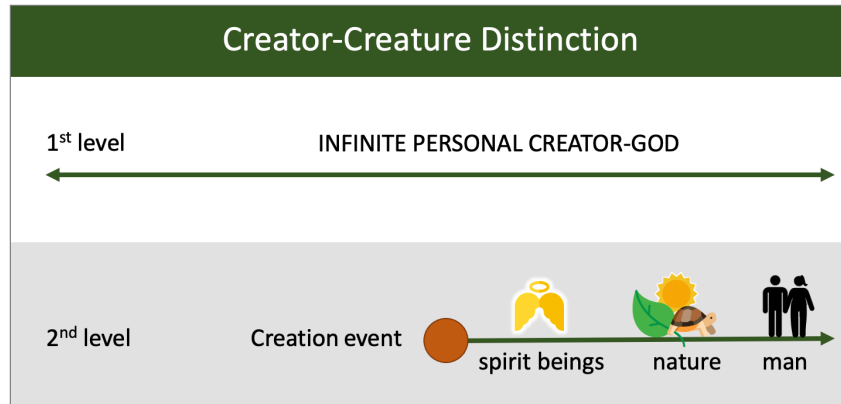 Creator-Creature Distinction
1st level INFINITE PERSONAL CREATOR-GOD
2nd level Creation event
spirit beings nature man